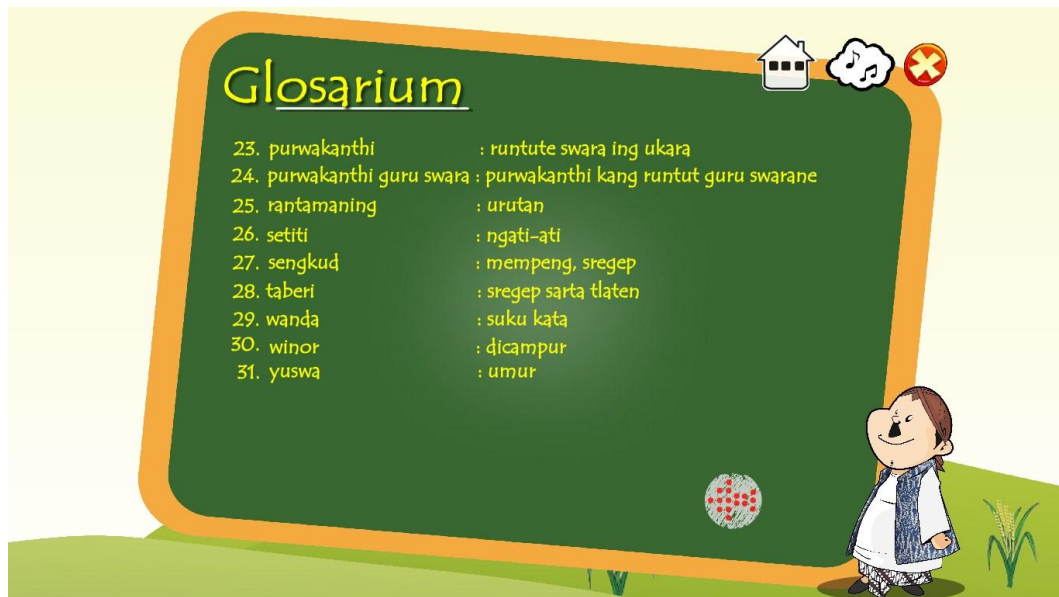 Glosarium
23. purwakanthi : runtute swara ing ukara
24. purwakanthi guru swara : purwakanthi kang runtut guru swarane
25. rantamaning : urutan
26. setiti : ngati-ati
27. sengkud : mempeng, sregep
28. taberi : sregep sarta tlaten
29. wanda : suku kata
30. winor : dicampur
31. yuswa : umur